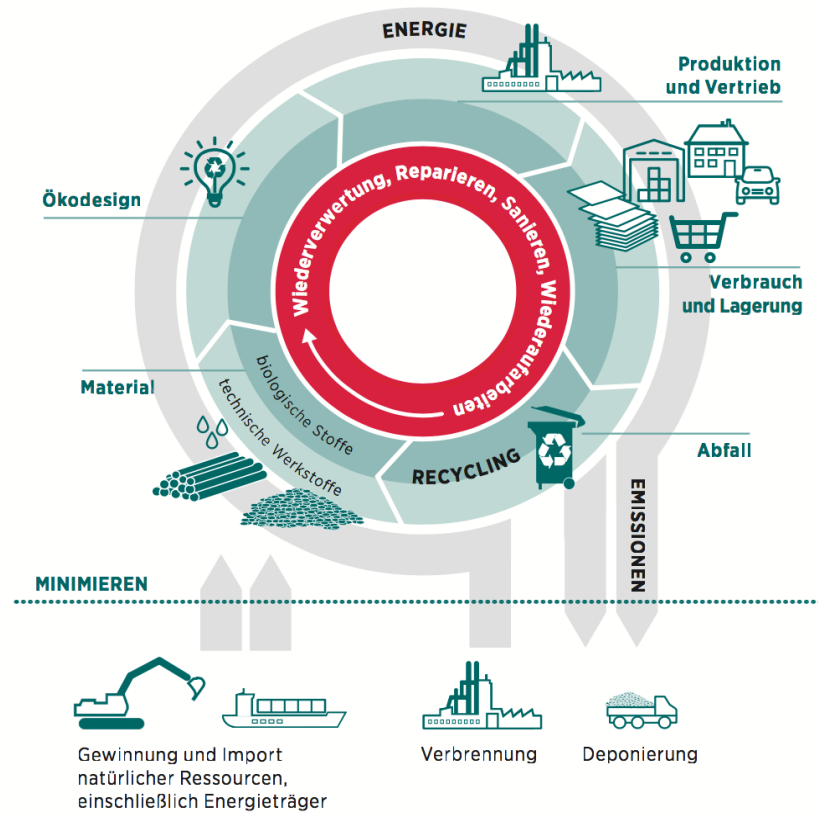 ENERGIE
Produktion
und Vertrieb
Ökodesign
Wiederverwertung, Reparieren, Sanieren, Wiederaufarbeiten
Verbrauch
und Lagerung
Material
biologische Stoffe
technische Werkstoffe
RECYCLING
Abfall
EMISSIONEN
MINIMIEREN
Gewinnung und Import
natürlicher Ressourcen,
einschließlich Energieträger
Verbrennung
Deponierung